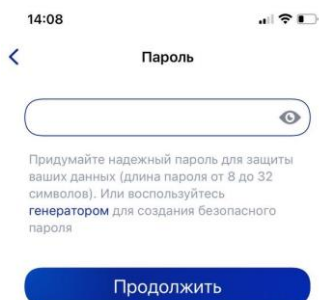 14:08
Пароль
Придумайте надежный пароль для защиты
ваших данных (длина пароля от 8 до 32
символов). Или воспользуйтесь
генератором для создания безопасного
пароля
Продолжить